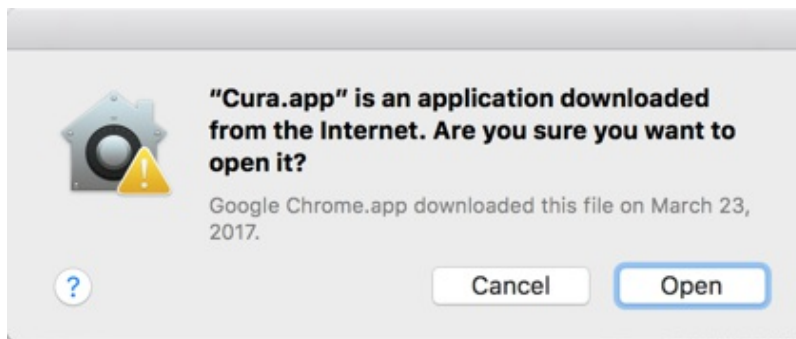 "Cura.app" is an application downloaded
from the Internet. Are you sure you want to
open it?
Google Chrome.app downloaded this file on March 23,
2017.
?
Cancel
Open